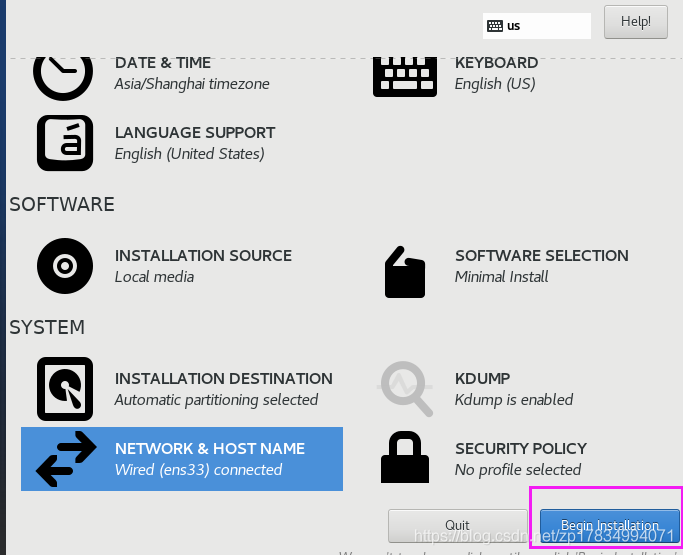 us
Help!
DATE & TIME
Asia/Shanghai timezone
KEYBOARD
English (US)
LANGUAGE SUPPORT
English (United States)
SOFTWARE
INSTALLATION SOURCE
Local media
SOFTWARE SELECTION
Minimal Install
SYSTEM
INSTALLATION DESTINATION
Automatic partitioning selected
KDUMP
Kdump is enabled
NETWORK & HOST NAME
Wired (ens33) connected
SECURITY POLICY
No profile selected
Quit
Begin Installation
https://blog.csdn.net/zp17834994071